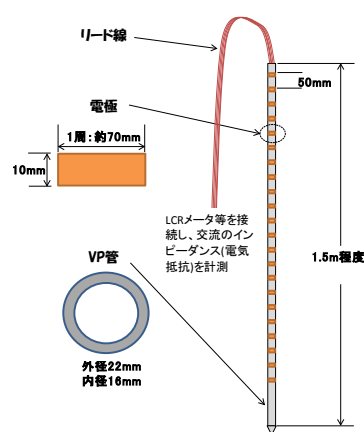 リード線
50mm
電極
1周：約70mm
10mm
LCRメータ等を接
続し、交流のイン
ピーダンス(電気
抵抗)を計測
1.5m程度
VP管
外径22mm
内径16mm